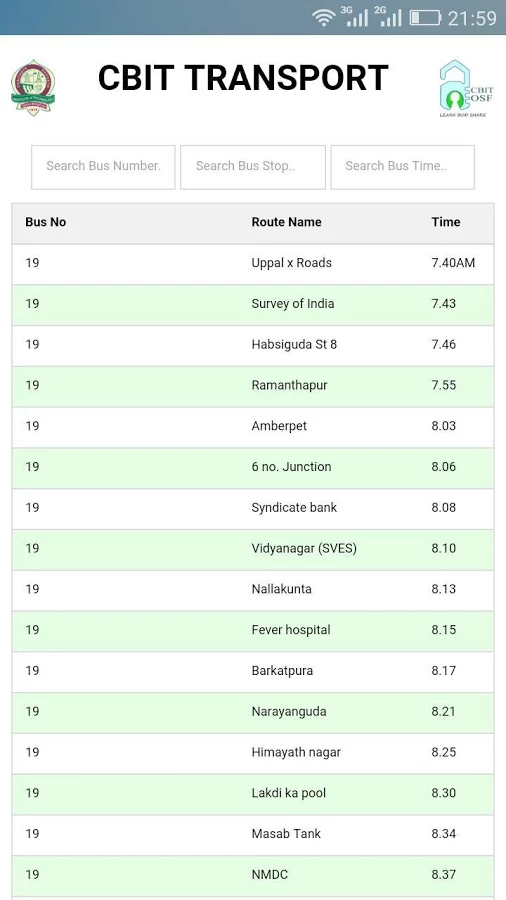 3G 2G 21:59
CBIT TRANSPORT
CBIT
OSF
LEARN BUIP SHARE
Search Bus Number. Search Bus Stop.. Search Bus Time..
Bus No Route Name Time
19 Uppal x Roads 7.40AM
19 Survey of India 7.43
19 Habsiguda St 8 7.46
19 Ramanthapur 7.55
19 Amberpet 8.03
19 6 no. Junction 8.06
19 Syndicate bank 8.08
19 Vidyanagar (SVES) 8.10
19 Nallakunta 8.13
19 Fever hospital 8.15
19 Barkatpura 8.17
19 Narayanguda 8.21
19 Himayath nagar 8.25
19 Lakdi ka pool 8.30
19 Masab Tank 8.34
19 NMDC 8.37